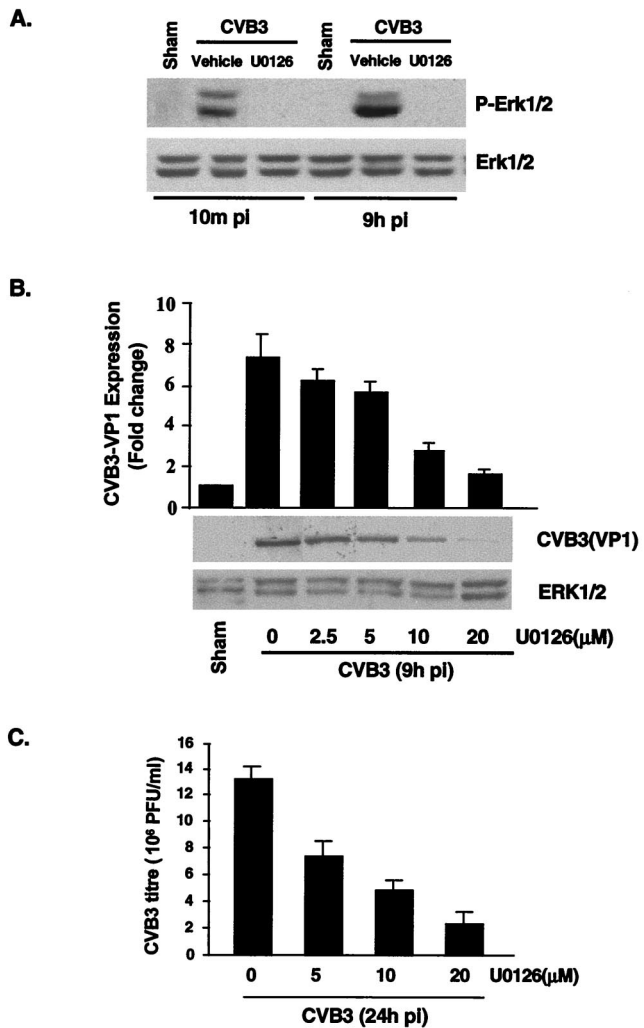 A.
Sham
CVB3
Vehicle U0126
Sham
CVB3
Vehicle U0126
P-Erk1/2
Erk1/2
10m pi
9h pi
B.
CVB3-VP1 Expression
(Fold change)
10
8
6
4
2
0
CVB3(VP1)
ERK1/2
Sham
0 2.5 5 10 20 U0126(μM)
CVB3 (9h pi)
C.
CVB3 titre (10⁶ PFU/ml)
16
14
12
10
8
6
4
2
0
0 5 10 20 U0126(μM)
CVB3 (24h pi)